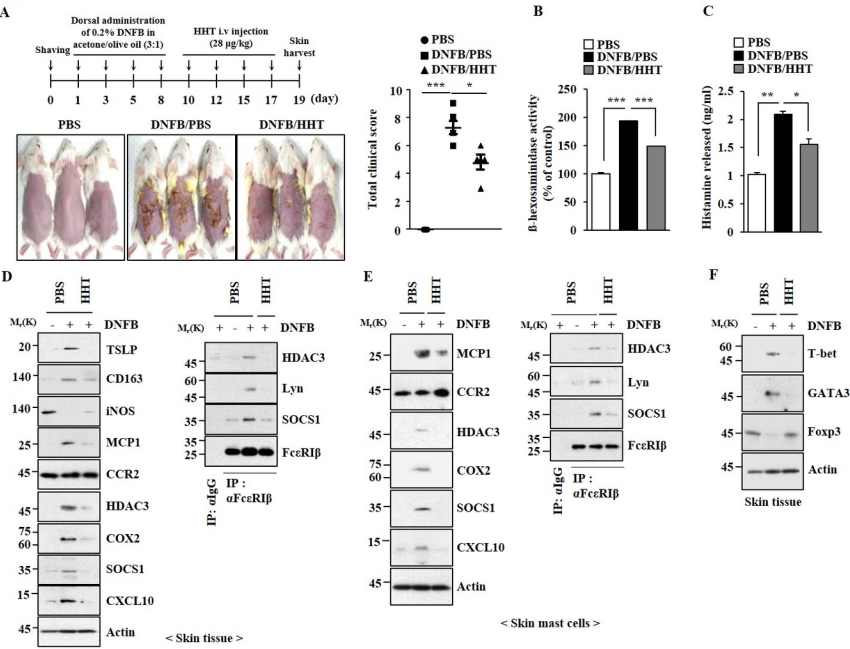 A
Dorsal administration
of 0.2% DNFB in
acetone/olive oil (3:1)
HHT i.v injection
(28 µg/kg)
Shaving
Skin
harvest
0 1 3 5 8 10 12 15 17 19 (day)
PBS DNFB/PBS DNFB/HHT
PBS
DNFB/PBS
DNFB/HHT
*** *
Total clinical score
10
8
6
4
2
0
B
PBS
DNFB/PBS
DNFB/HHT
*** ***
ß-hexosaminidase activity
(% of control)
250
200
150
100
50
0
C
PBS
DNFB/PBS
DNFB/HHT
** *
Histamine released (ng/ml)
2.5
2
1.5
1
0.5
0
D
PBS HHT
Mr(K) - + + DNFB
20 TSLP
140 CD163
140 iNOS
25 MCP1
45 CCR2
45 HDAC3
75 COX2
60
35 SOCS1
15 CXCL10
45 Actin
PBS HHT
Mr(K) + - + + DNFB
45 HDAC3
60 Lyn
45
45 SOCS1
35
35 FcεRIβ
25
IP: αIgG
IP :
αFcεRIβ
< Skin tissue >
E
PBS HHT
Mr(K) - + + DNFB
25 MCP1
45 CCR2
45 HDAC3
75 COX2
60
35 SOCS1
15 CXCL10
45 Actin
PBS HHT
Mr(K) + - + + DNFB
45 HDAC3
60 Lyn
45
45 SOCS1
35
35 FcεRIβ
25
IP: αIgG
IP :
αFcεRIβ
< Skin mast cells >
F
PBS HHT
Mr(K) - + + DNFB
60 T-bet
45
45 GATA3
45 Foxp3
45 Actin
Skin tissue